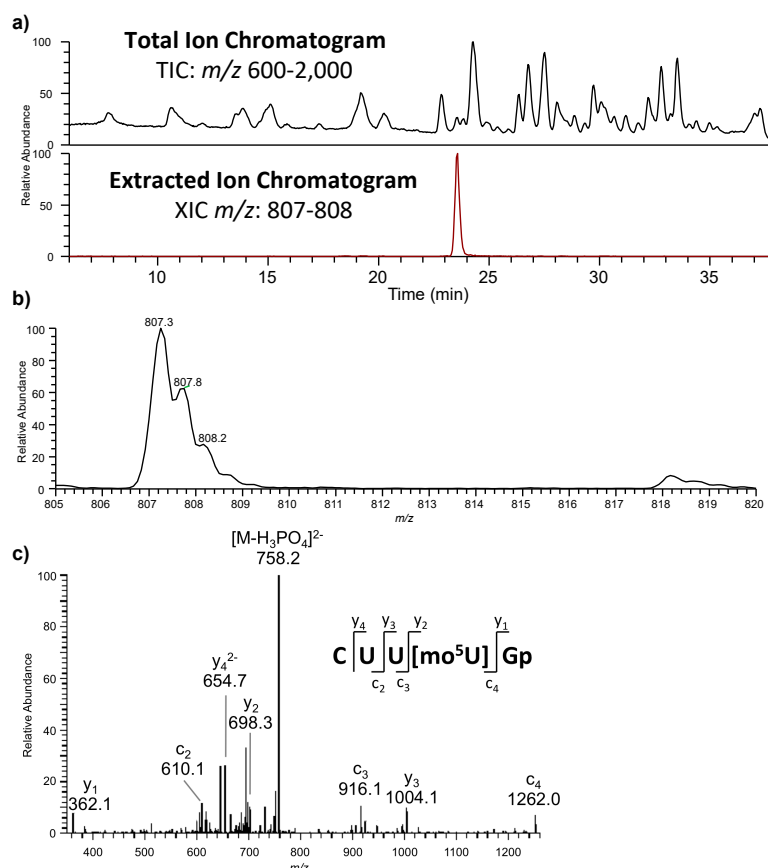 a)
Total Ion Chromatogram
TIC: m/z 600-2,000
100
50
0
Relative Abundance
Extracted Ion Chromatogram
XIC m/z: 807-808
100
50
0
10 15 20 25 30 35
Time (min)
b)
807.3
807.8
808.2
Relative Abundance
100
80
60
40
20
0
805 806 807 808 809 810 811 812 813 814 815 816 817 818 819 820
m/z
c)
[M-H₃PO₄]²⁻
758.2
Relative Abundance
100
80
60
40
20
0
y₄ y₃ y₂ y₁
C U U [mo⁵U] Gp
c₂ c₃ c₄
y₄²⁻
654.7
y₂
698.3
c₂
610.1
y₁
362.1
c₃
916.1
y₃
1004.1
c₄
1262.0
400 600 800 1000 1200
m/z